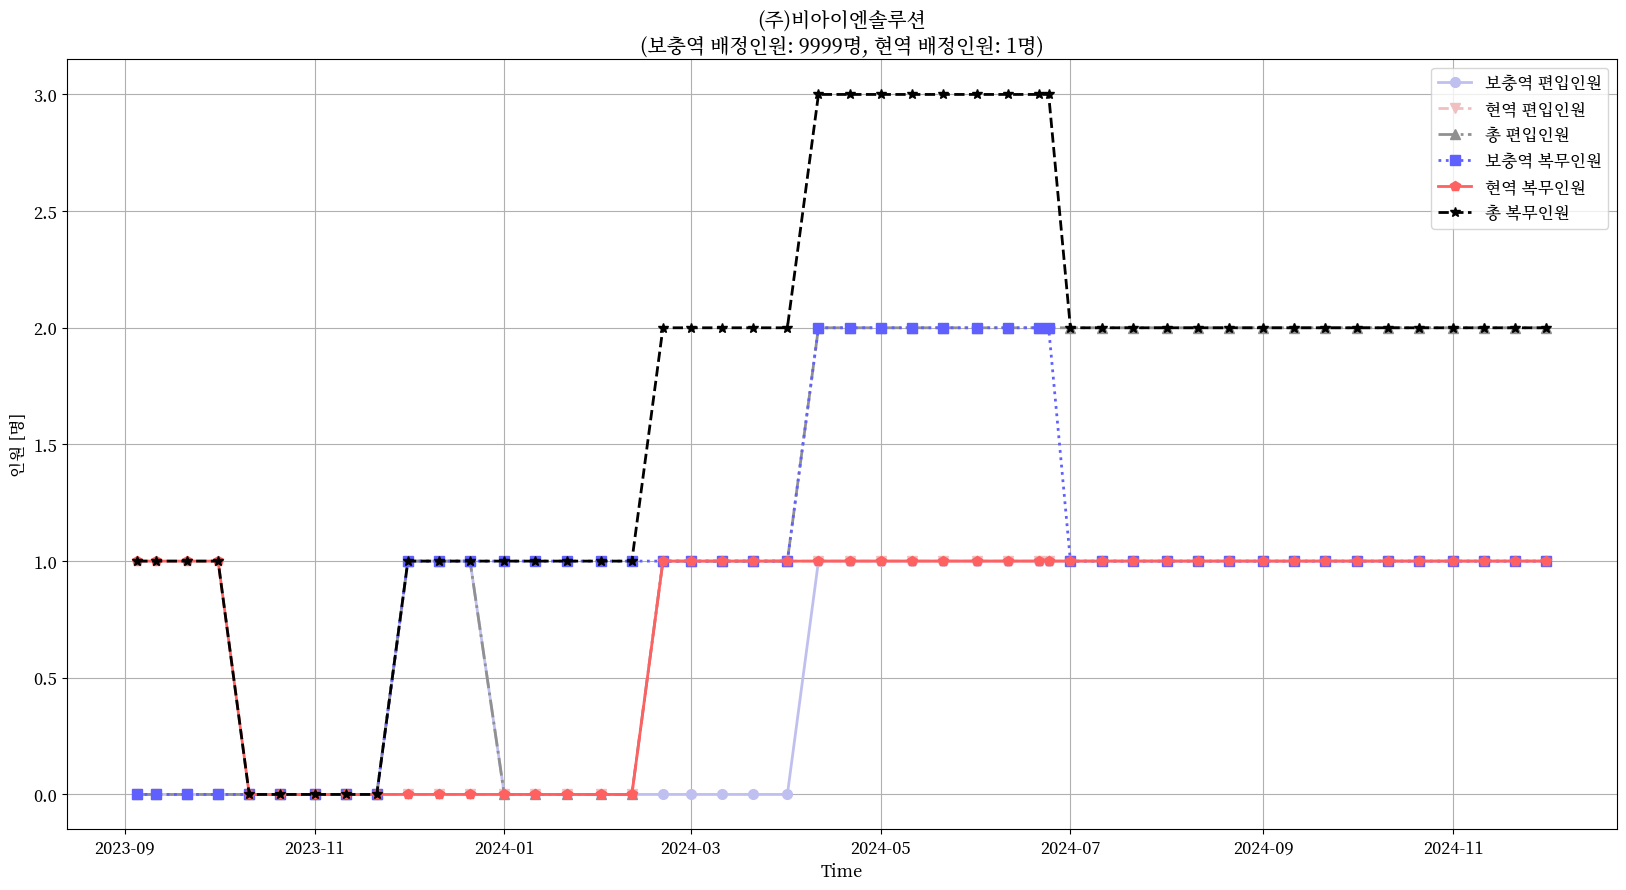 (주)비아이엔솔루션
(보충역 배정인원: 9999명, 현역 배정인원: 1명)
3.0
2.5
2.0
1.5
1.0
0.5
0.0
인원 [명]
보충역 편입인원
현역 편입인원
총 편입인원
보충역 복무인원
현역 복무인원
총 복무인원
2023-09
2023-11
2024-01
2024-03
2024-05
2024-07
2024-09
2024-11
Time